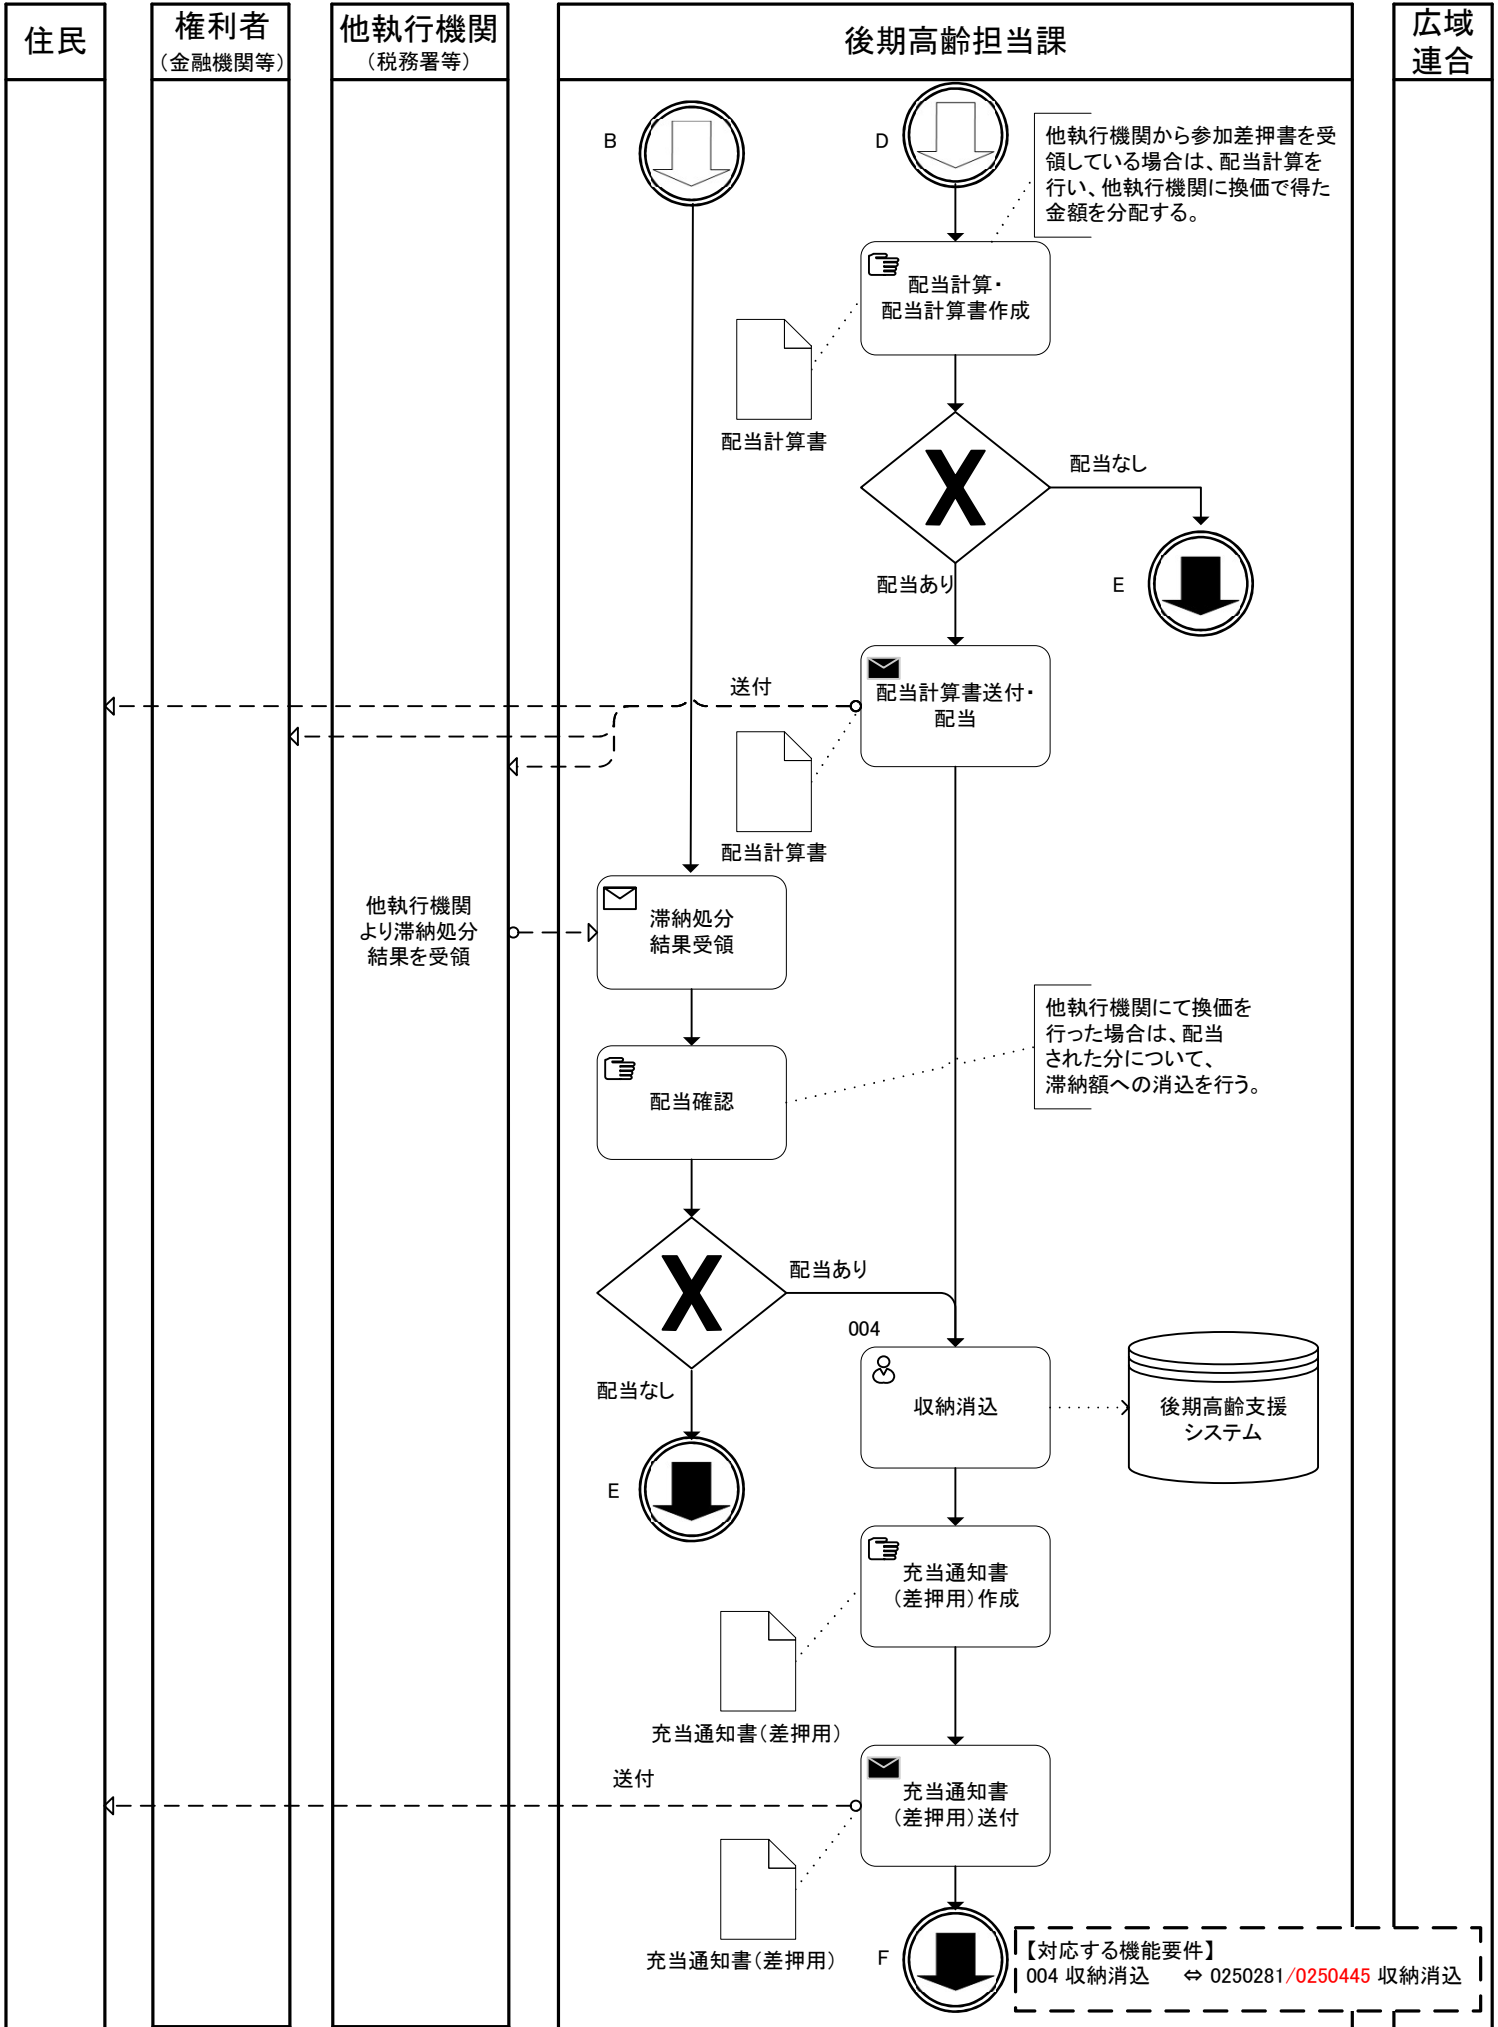 住民
権利者
（金融機関等）
他執行機関
（税務署等）
後期高齢担当課
広域
連合
B
D
他執行機関から参加差押書を受
領している場合は、配当計算を
行い、他執行機関に換価で得た
金額を分配する。
配当計算・
配当計算書作成
配当計算書
X
配当なし
配当あり
E
送付
配当計算書送付・
配当
配当計算書
他執行機関
より滞納処分
結果を受領
滞納処分
結果受領
他執行機関にて換価を
行った場合は、配当
された分について、
滞納額への消込を行う。
配当確認
X
配当あり
配当なし
004
収納消込
後期高齢支援
システム
E
充当通知書
（差押用）作成
充当通知書（差押用）
送付
充当通知書
（差押用）送付
充当通知書（差押用）
F
【対応する機能要件】
004 収納消込　⇔ 0250281/0250445 収納消込